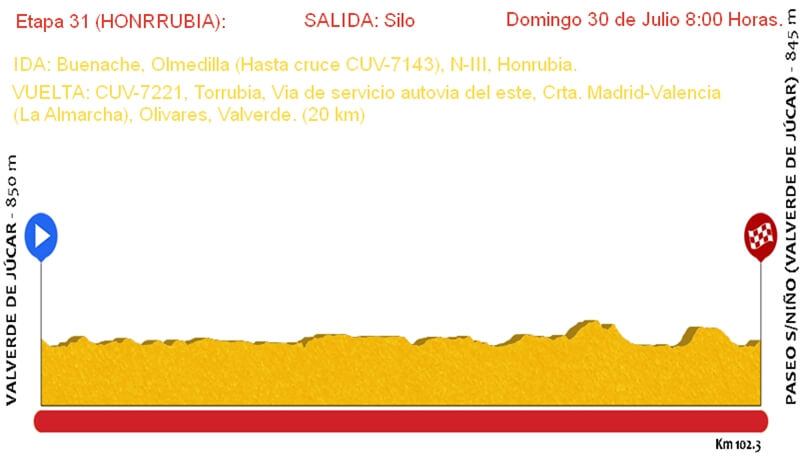 Etapa 31 (HONRRUBIA): SALIDA: Silo Domingo 30 de Julio 8:00 Horas.
IDA: Buenache, Olmedilla (Hasta cruce CUV-7143), N-III, Honrubia.
VUELTA: CUV-7221, Torrubia, Via de servicio autovia del este, Crta. Madrid-Valencia
(La Almarcha), Olivares, Valverde. (20 km)
VALVERDE DE JÚCAR - 850 m
PASEO S/NIÑO (VALVERDE DE JÚCAR) - 845 m
Km 102.3